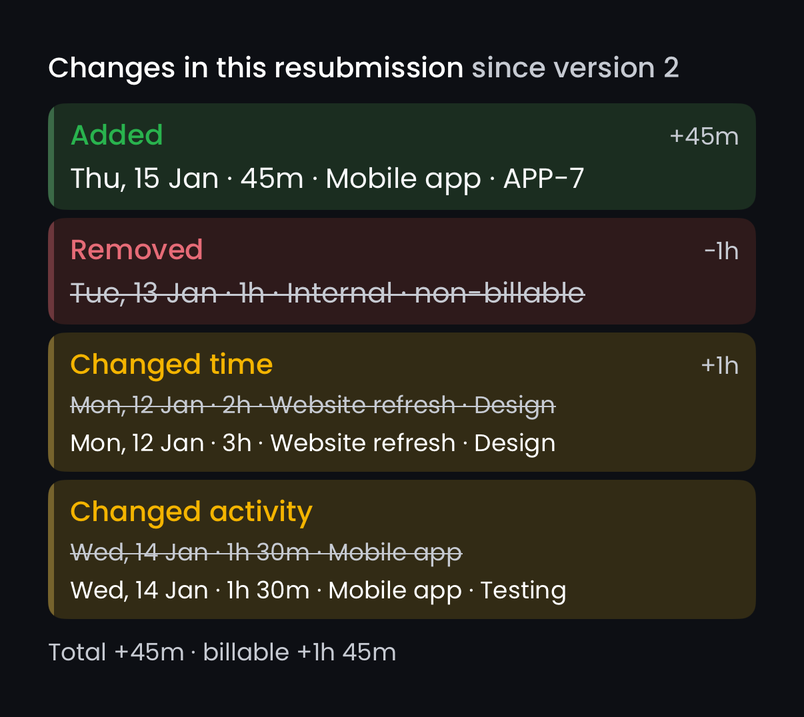 Changes in this resubmission since version 2
Added +45m
Thu, 15 Jan · 45m · Mobile app · APP-7
Removed −1h
Tue, 13 Jan · 1h · Internal · non-billable
Changed time +1h
Mon, 12 Jan · 2h · Website refresh · Design
Mon, 12 Jan · 3h · Website refresh · Design
Changed activity
Wed, 14 Jan · 1h 30m · Mobile app
Wed, 14 Jan · 1h 30m · Mobile app · Testing
Total +45m · billable +1h 45m